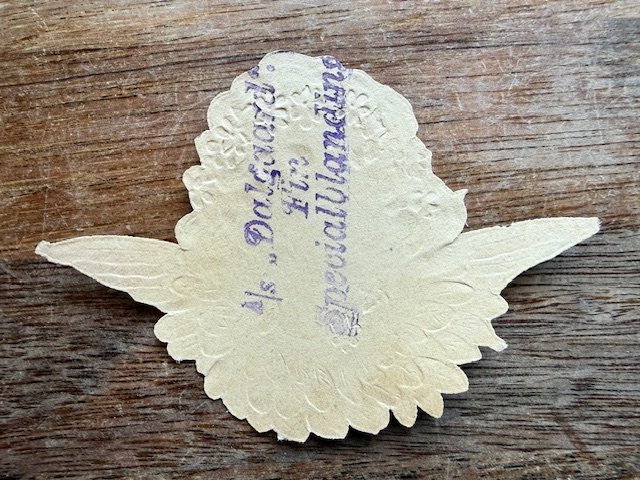 A/s „Dalgaard“.
Fin
Specialblanding